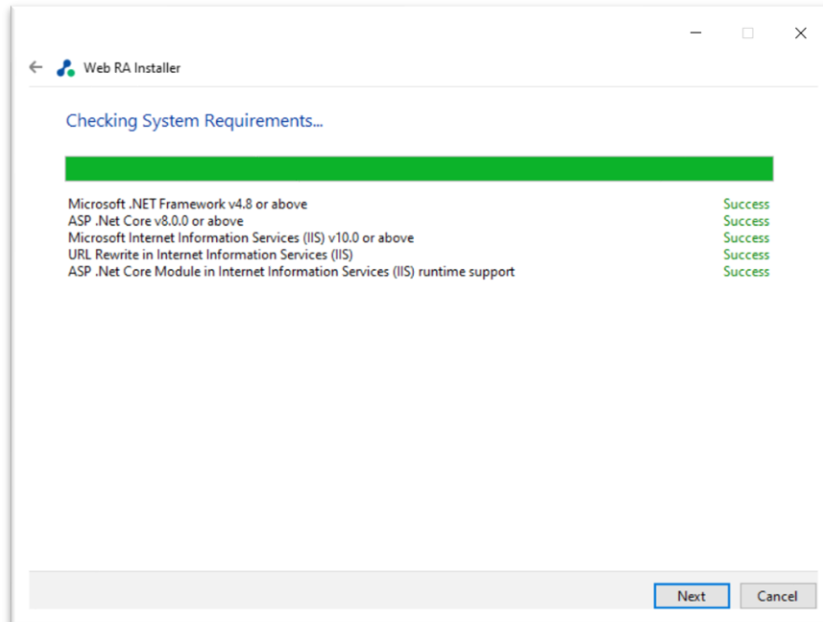 Web RA Installer
Checking System Requirements...
Microsoft .NET Framework v4.8 or above Success
ASP .Net Core v8.0.0 or above Success
Microsoft Internet Information Services (IIS) v10.0 or above Success
URL Rewrite in Internet Information Services (IIS) Success
ASP .Net Core Module in Internet Information Services (IIS) runtime support Success
Next Cancel